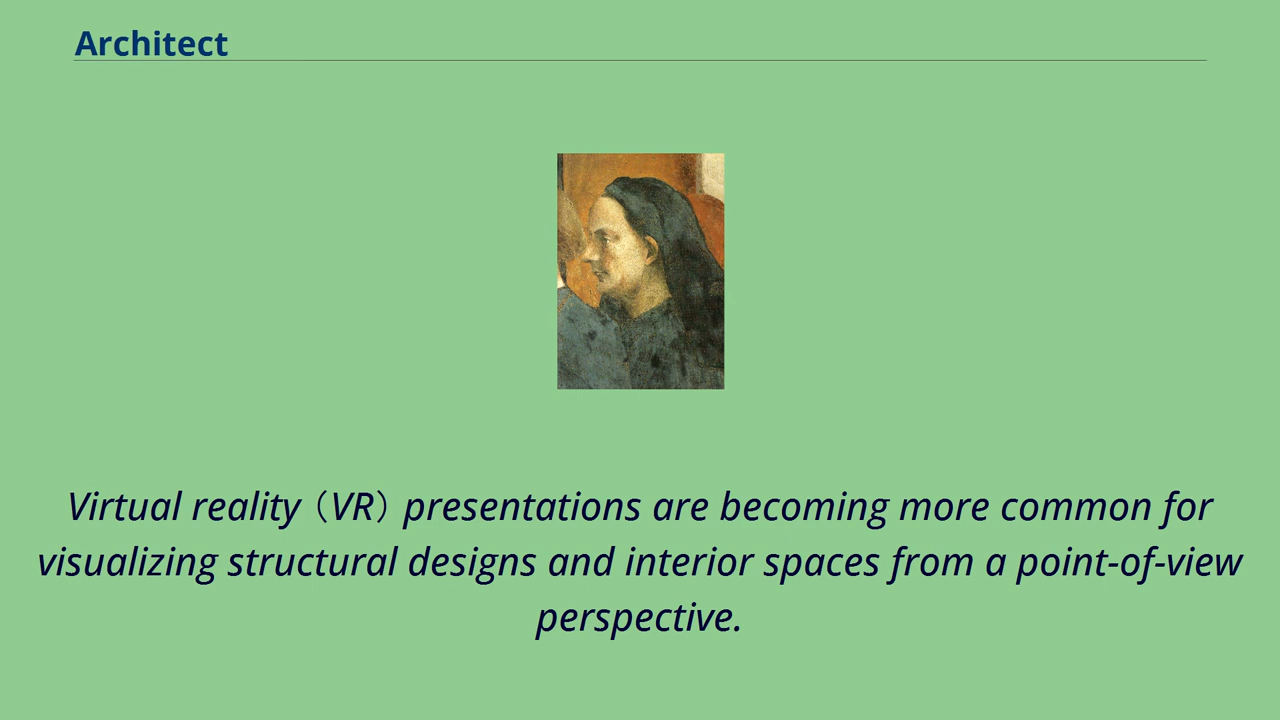 Architect
Virtual reality（VR）presentations are becoming more common for
visualizing structural designs and interior spaces from a point-of-view
perspective.